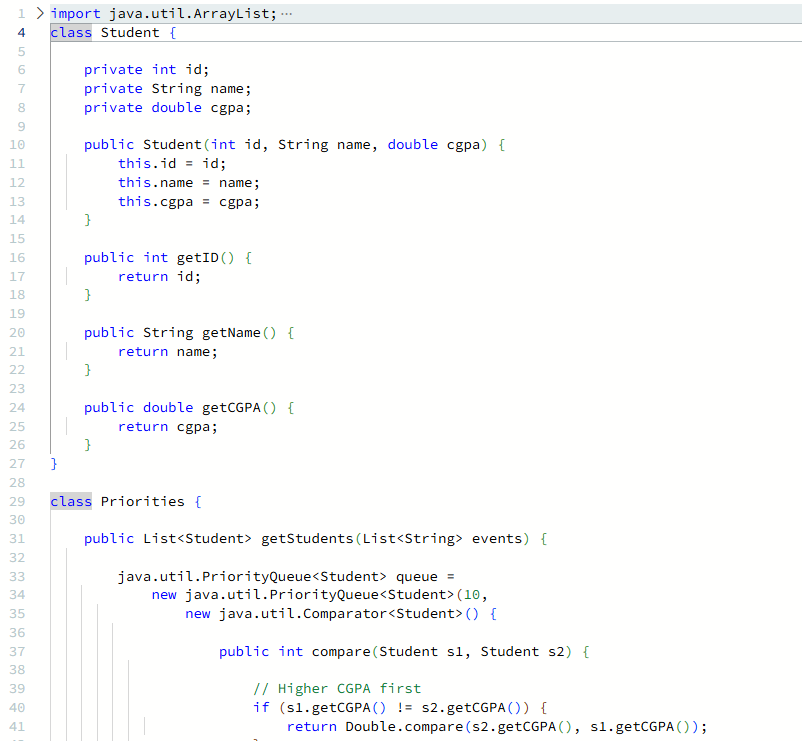 1 import java.util.ArrayList; ···
4 class Student {
5
6 private int id;
7 private String name;
8 private double cgpa;
9
10 public Student(int id, String name, double cgpa) {
11 this.id = id;
12 this.name = name;
13 this.cgpa = cgpa;
14 }
15
16 public int getID() {
17 return id;
18 }
19
20 public String getName() {
21 return name;
22 }
23
24 public double getCGPA() {
25 return cgpa;
26 }
27 }
28
29 class Priorities {
30
31 public List<Student> getStudents(List<String> events) {
32
33 java.util.PriorityQueue<Student> queue =
34 new java.util.PriorityQueue<Student>(10,
35 new java.util.Comparator<Student>() {
36
37 public int compare(Student s1, Student s2) {
38
39 // Higher CGPA first
40 if (s1.getCGPA() != s2.getCGPA()) {
41 return Double.compare(s2.getCGPA(), s1.getCGPA());